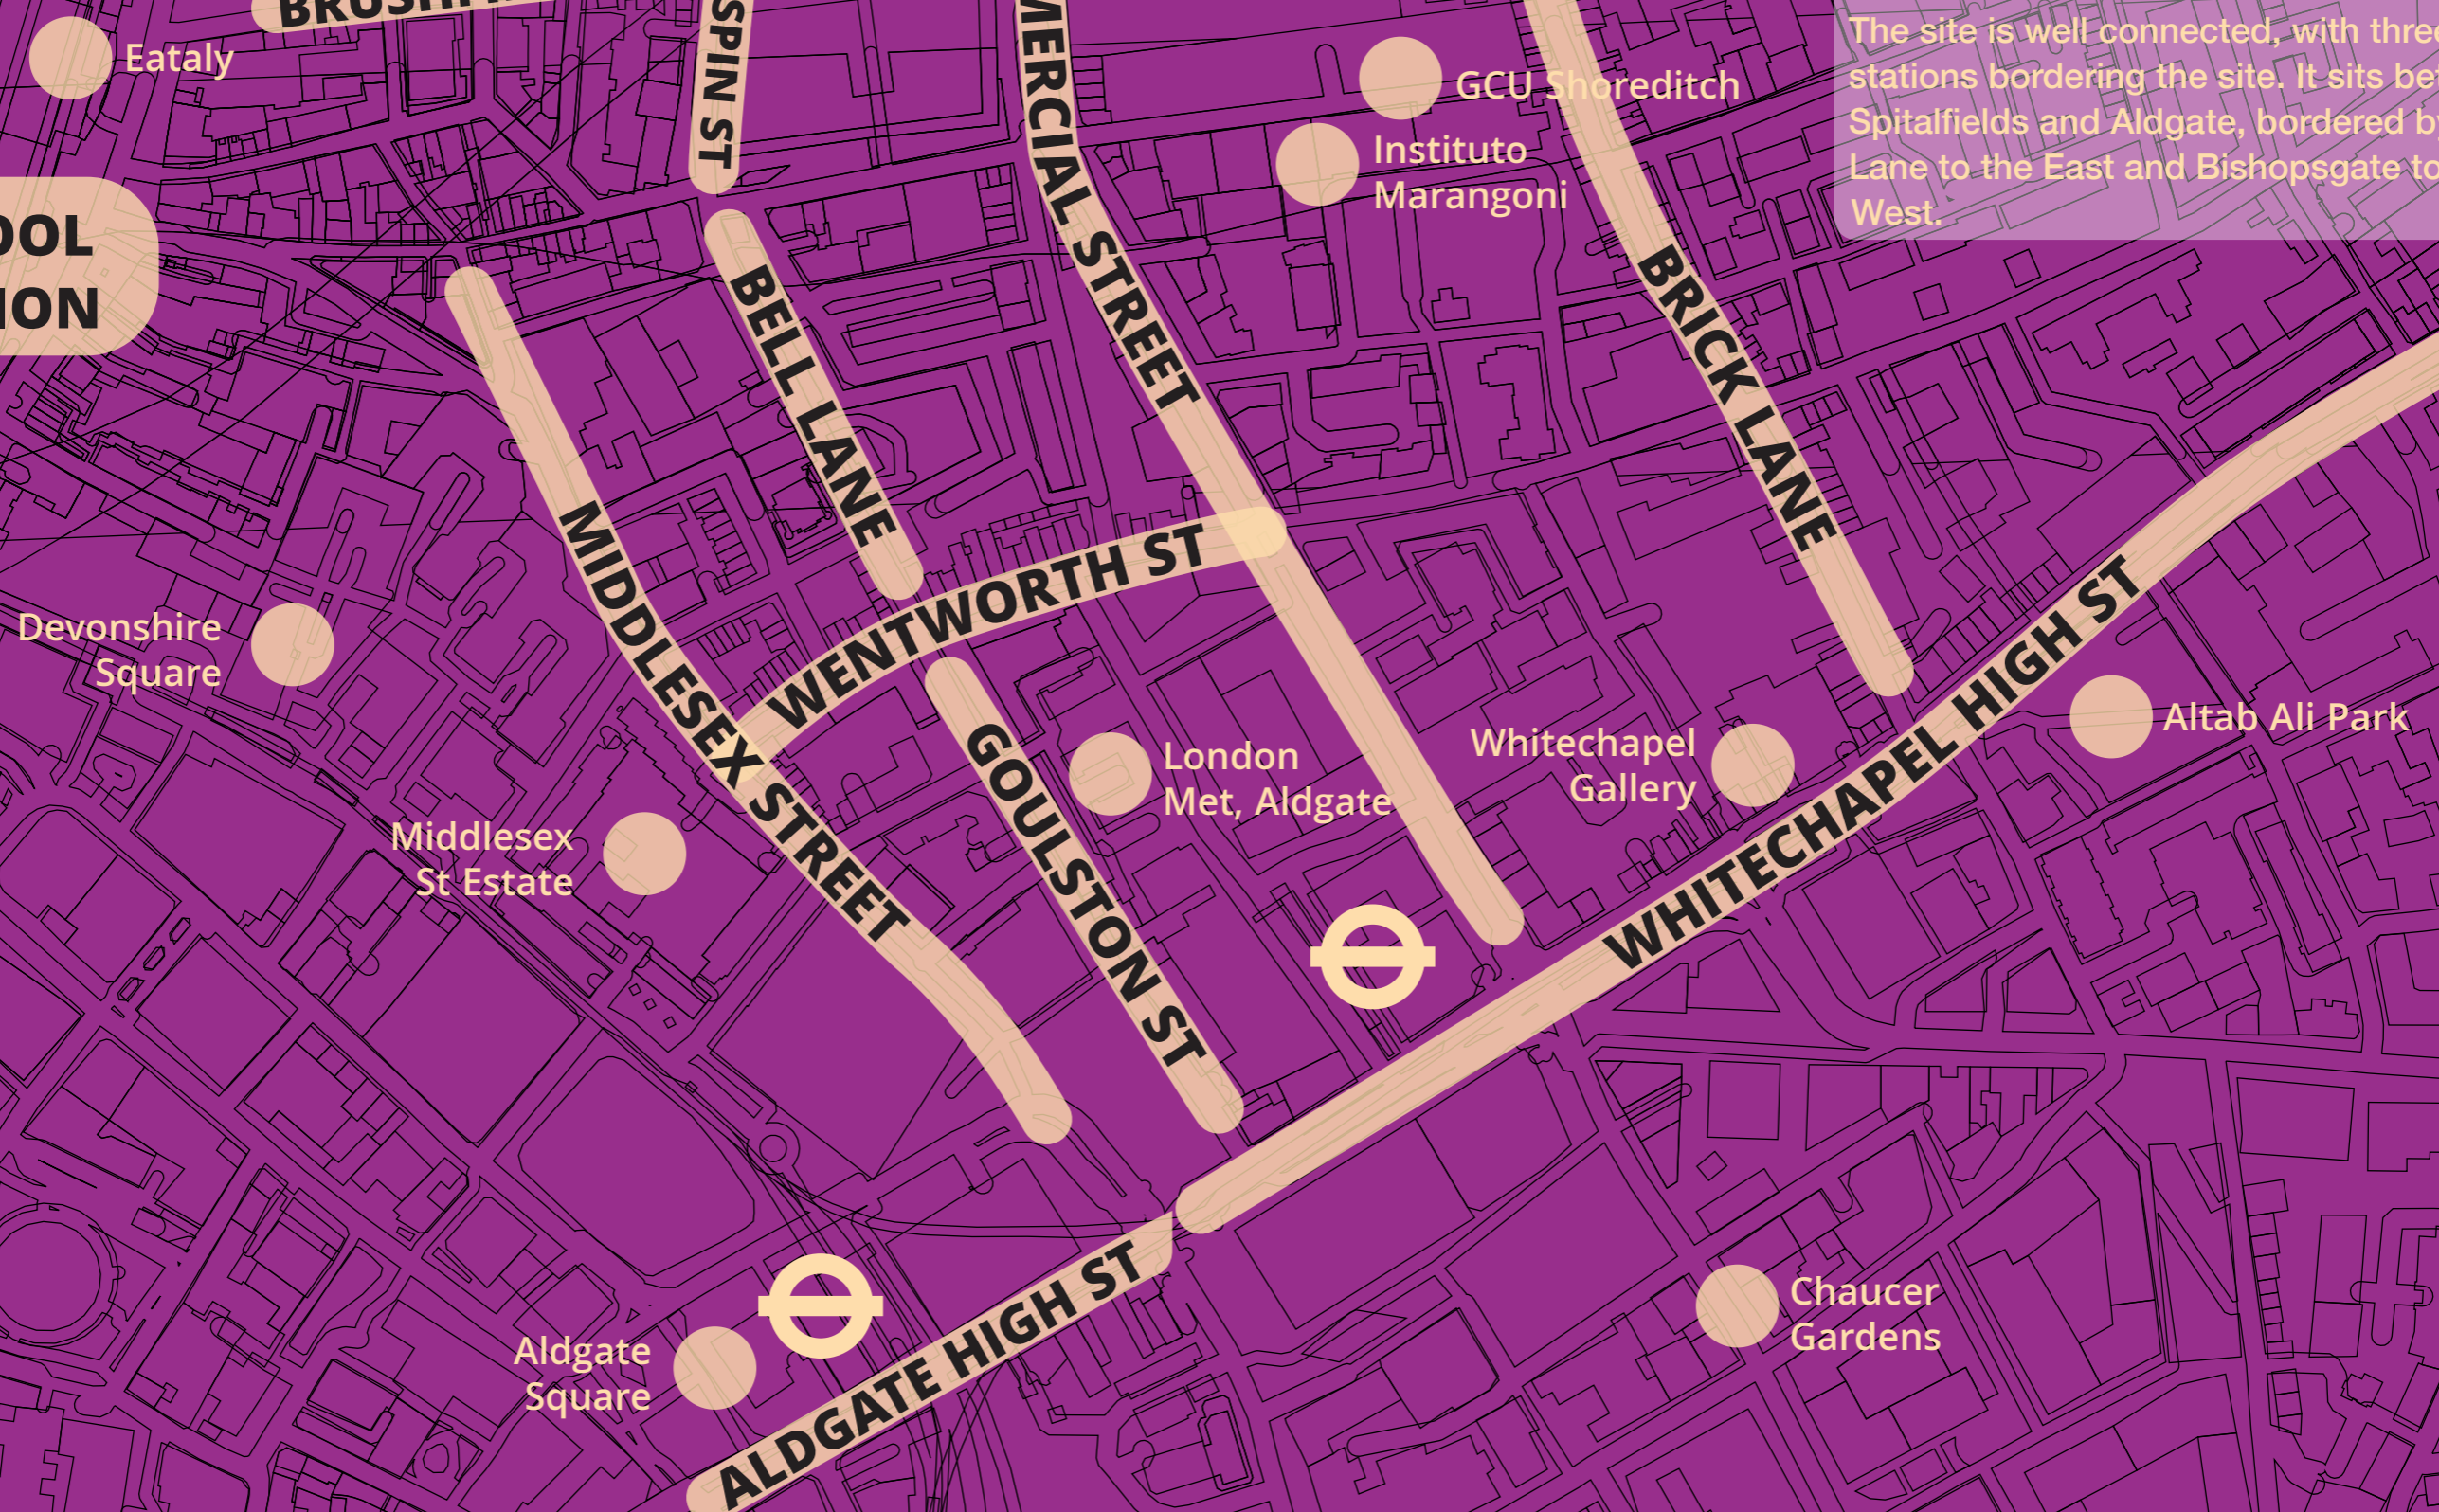 Eataly
SPIN ST
MERCIAL STREET
GCU Shoreditch
Instituto
Marangoni
The site is well connected, with three
stations bordering the site. It sits
Spitalfields and Aldgate, bordered
Lane to the East and Bishopsgate to
West.
OOL
ION
BELL LANE
BRICK LANE
MIDDLESEX STREET
WENTWORTH ST
GOULSTON ST
WHITECHAPEL HIGH ST
Devonshire
Square
London
Met, Aldgate
Whitechapel
Gallery
Altab Ali Park
Middlesex
St Estate
Aldgate
Square
ALDGATE HIGH ST
Chaucer
Gardens